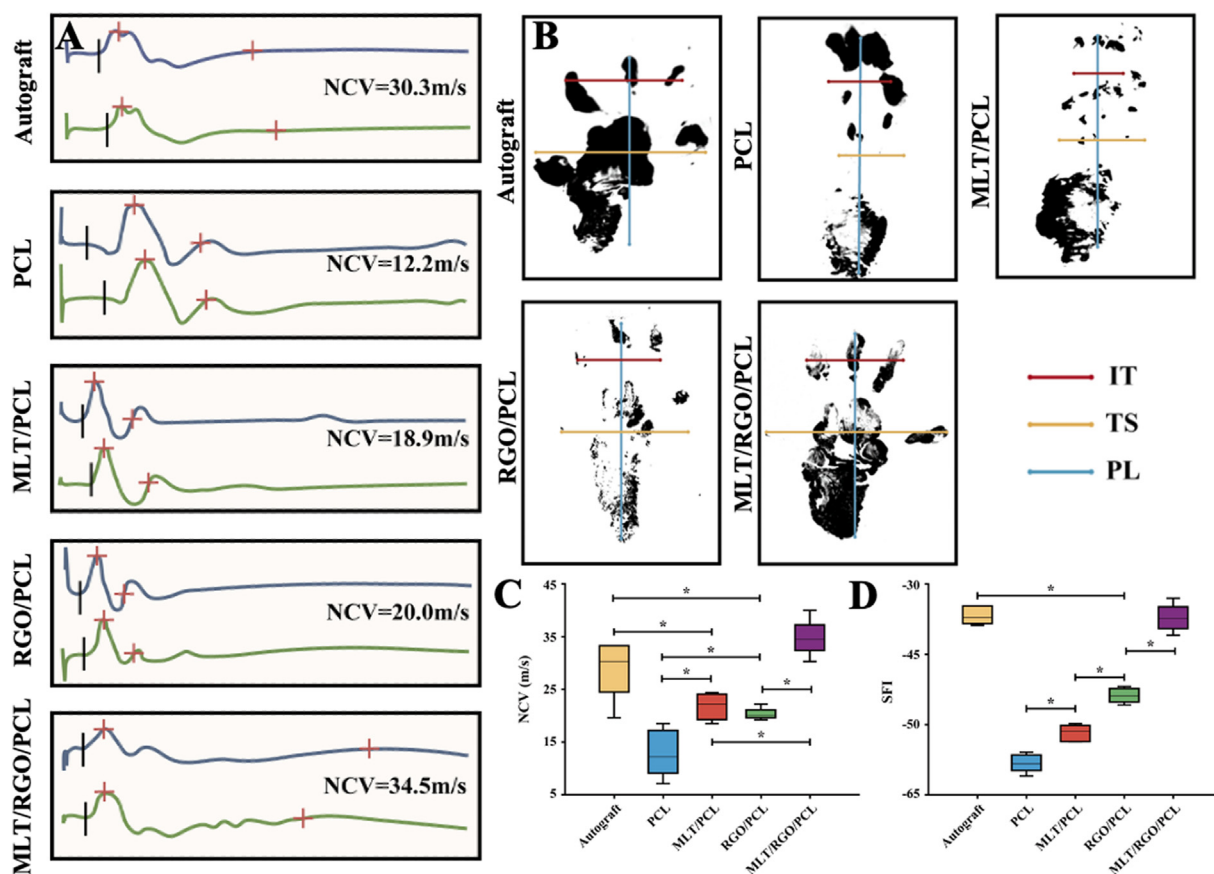 A
Autograft
NCV=30.3m/s
PCL
NCV=12.2m/s
MLT/PCL
NCV=18.9m/s
RGO/PCL
NCV=20.0m/s
MLT/RGO/PCL
NCV=34.5m/s
B
Autograft
PCL
MLT/PCL
RGO/PCL
MLT/RGO/PCL
IT
TS
PL
C
NCV (m/s)
45
35
25
15
5
*
*
*
*
*
*
Autograft
PCL
MLT/PCL
RGO/PCL
MLT/RGO/PCL
D
SFI
-30
-45
-50
-65
*
*
*
*
Autograft
PCL
MLT/PCL
RGO/PCL
MLT/RGO/PCL